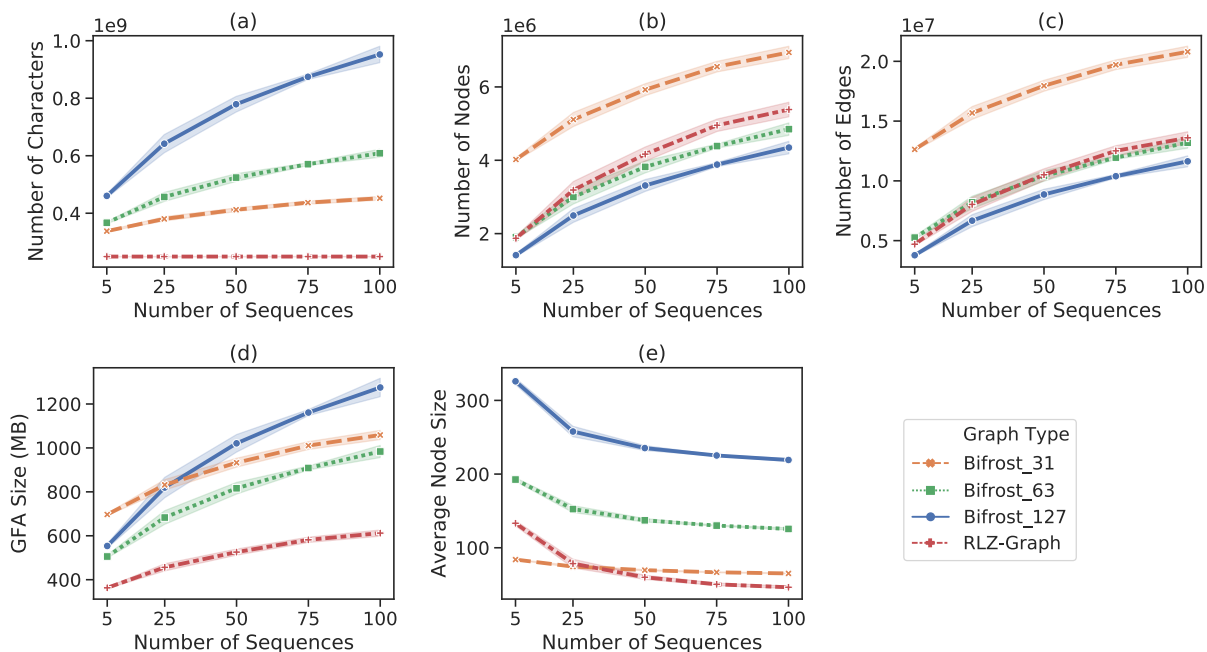 (a)
1e9
Number of Characters
1.0
0.8
0.6
0.4
5 25 50 75 100
Number of Sequences
(b)
1e6
Number of Nodes
6
4
2
5 25 50 75 100
Number of Sequences
(c)
1e7
Number of Edges
2.0
1.5
1.0
0.5
5 25 50 75 100
Number of Sequences
(d)
GFA Size (MB)
1200
1000
800
600
400
5 25 50 75 100
Number of Sequences
(e)
Average Node Size
300
200
100
5 25 50 75 100
Number of Sequences
Graph Type
Bifrost_31
Bifrost_63
Bifrost_127
RLZ-Graph